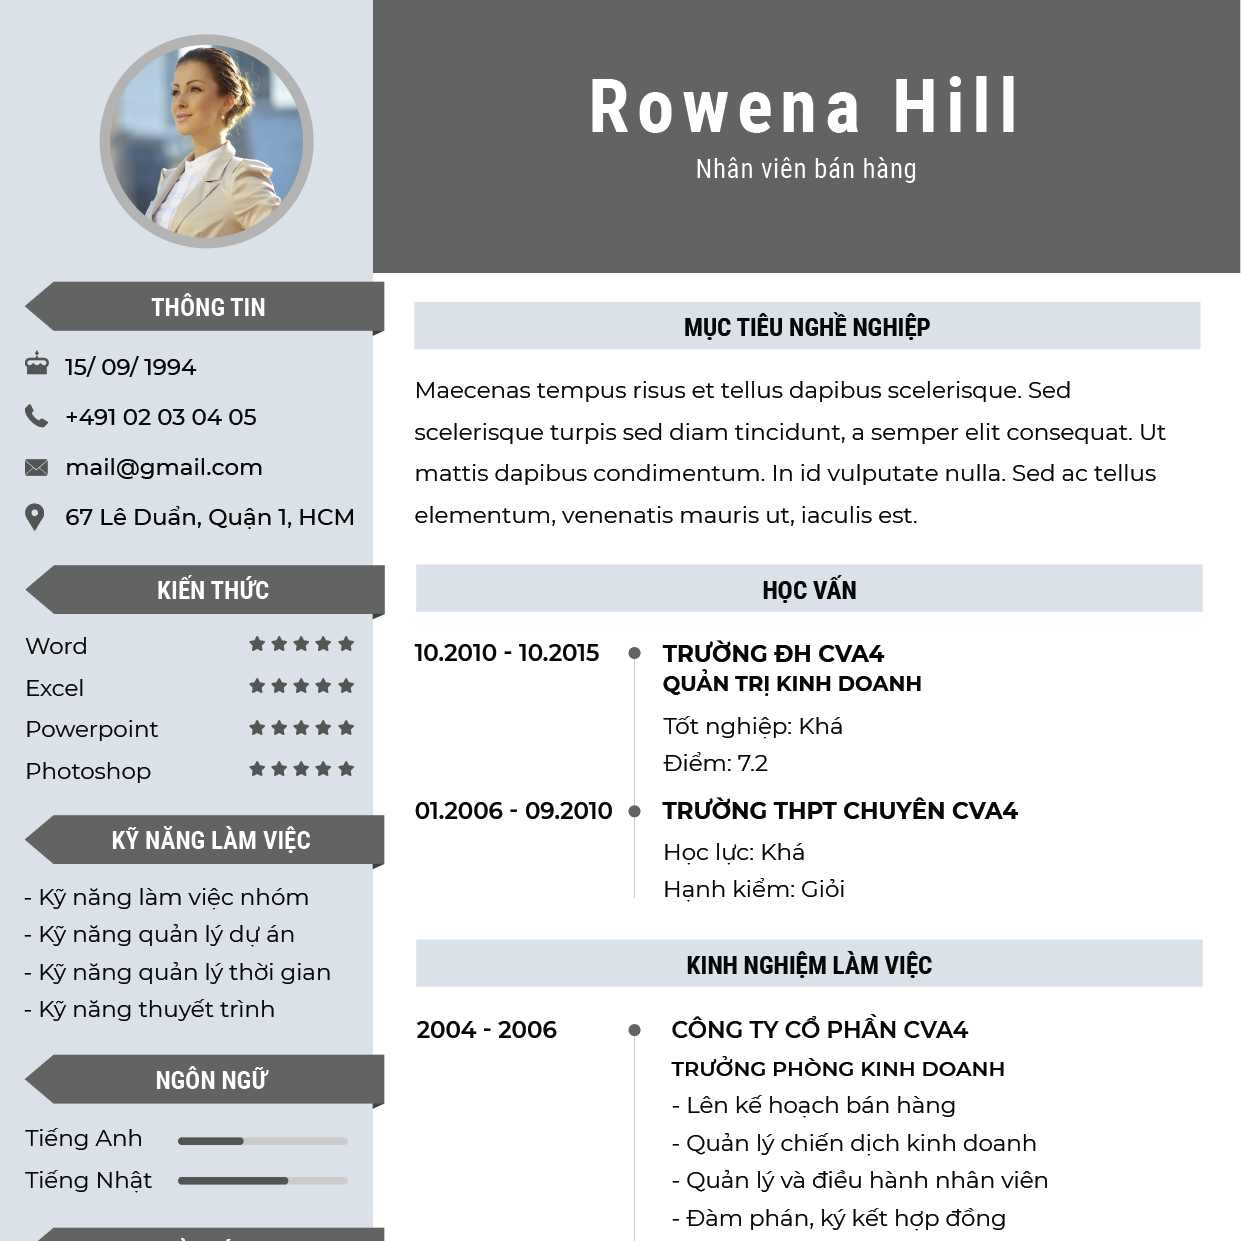 Rowena Hill
Nhân viên bán hàng
THÔNG TIN
15/ 09/ 1994
+491 02 03 04 05
mail@gmail.com
67 Lê Duẩn, Quận 1, HCM
KIẾN THỨC
Word
Excel
Powerpoint
Photoshop
KỸ NĂNG LÀM VIỆC
- Kỹ năng làm việc nhóm
- Kỹ năng quản lý dự án
- Kỹ năng quản lý thời gian
- Kỹ năng thuyết trình
NGÔN NGỮ
Tiếng Anh
Tiếng Nhật
MỤC TIÊU NGHỀ NGHIỆP
Maecenas tempus risus et tellus dapibus scelerisque. Sed
scelerisque turpis sed diam tincidunt, a semper elit consequat. Ut
mattis dapibus condimentum. In id vulputate nulla. Sed ac tellus
elementum, venenatis mauris ut, iaculis est.
HỌC VẤN
10.2010 - 10.2015
TRƯỜNG ĐH CVA4
QUẢN TRỊ KINH DOANH
Tốt nghiệp: Khá
Điểm: 7.2
01.2006 - 09.2010
TRƯỜNG THPT CHUYÊN CVA4
Học lực: Khá
Hạnh kiểm: Giỏi
KINH NGHIỆM LÀM VIỆC
2004 - 2006
CÔNG TY CỔ PHẦN CVA4
TRƯỞNG PHÒNG KINH DOANH
- Lên kế hoạch bán hàng
- Quản lý chiến dịch kinh doanh
- Quản lý và điều hành nhân viên
- Đàm phán, ký kết hợp đồng